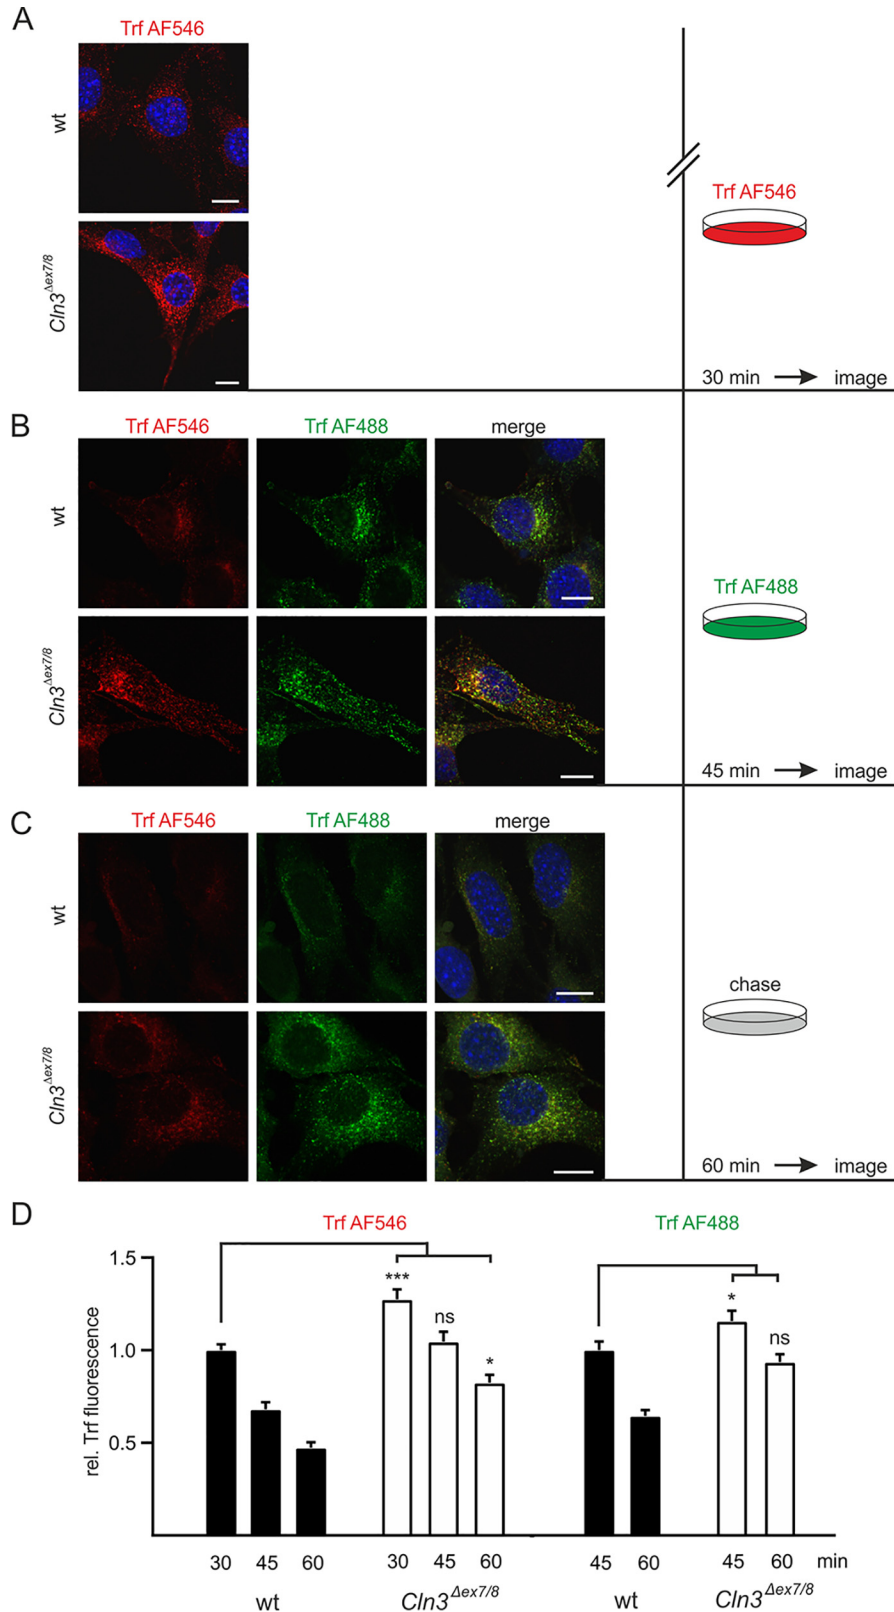 A
Trf AF546
wt
Cln3Δex7/8
Trf AF546
30 min → image
B
Trf AF546 Trf AF488 merge
wt
Cln3Δex7/8
Trf AF488
45 min → image
C
Trf AF546 Trf AF488 merge
wt
Cln3Δex7/8
chase
60 min → image
D
Trf AF546 Trf AF488
rel. Trf fluorescence
1.5
1.0
0.5
*** ns * * ns
30 45 60 30 45 60 45 60 45 60 min
wt Cln3Δex7/8 wt Cln3Δex7/8